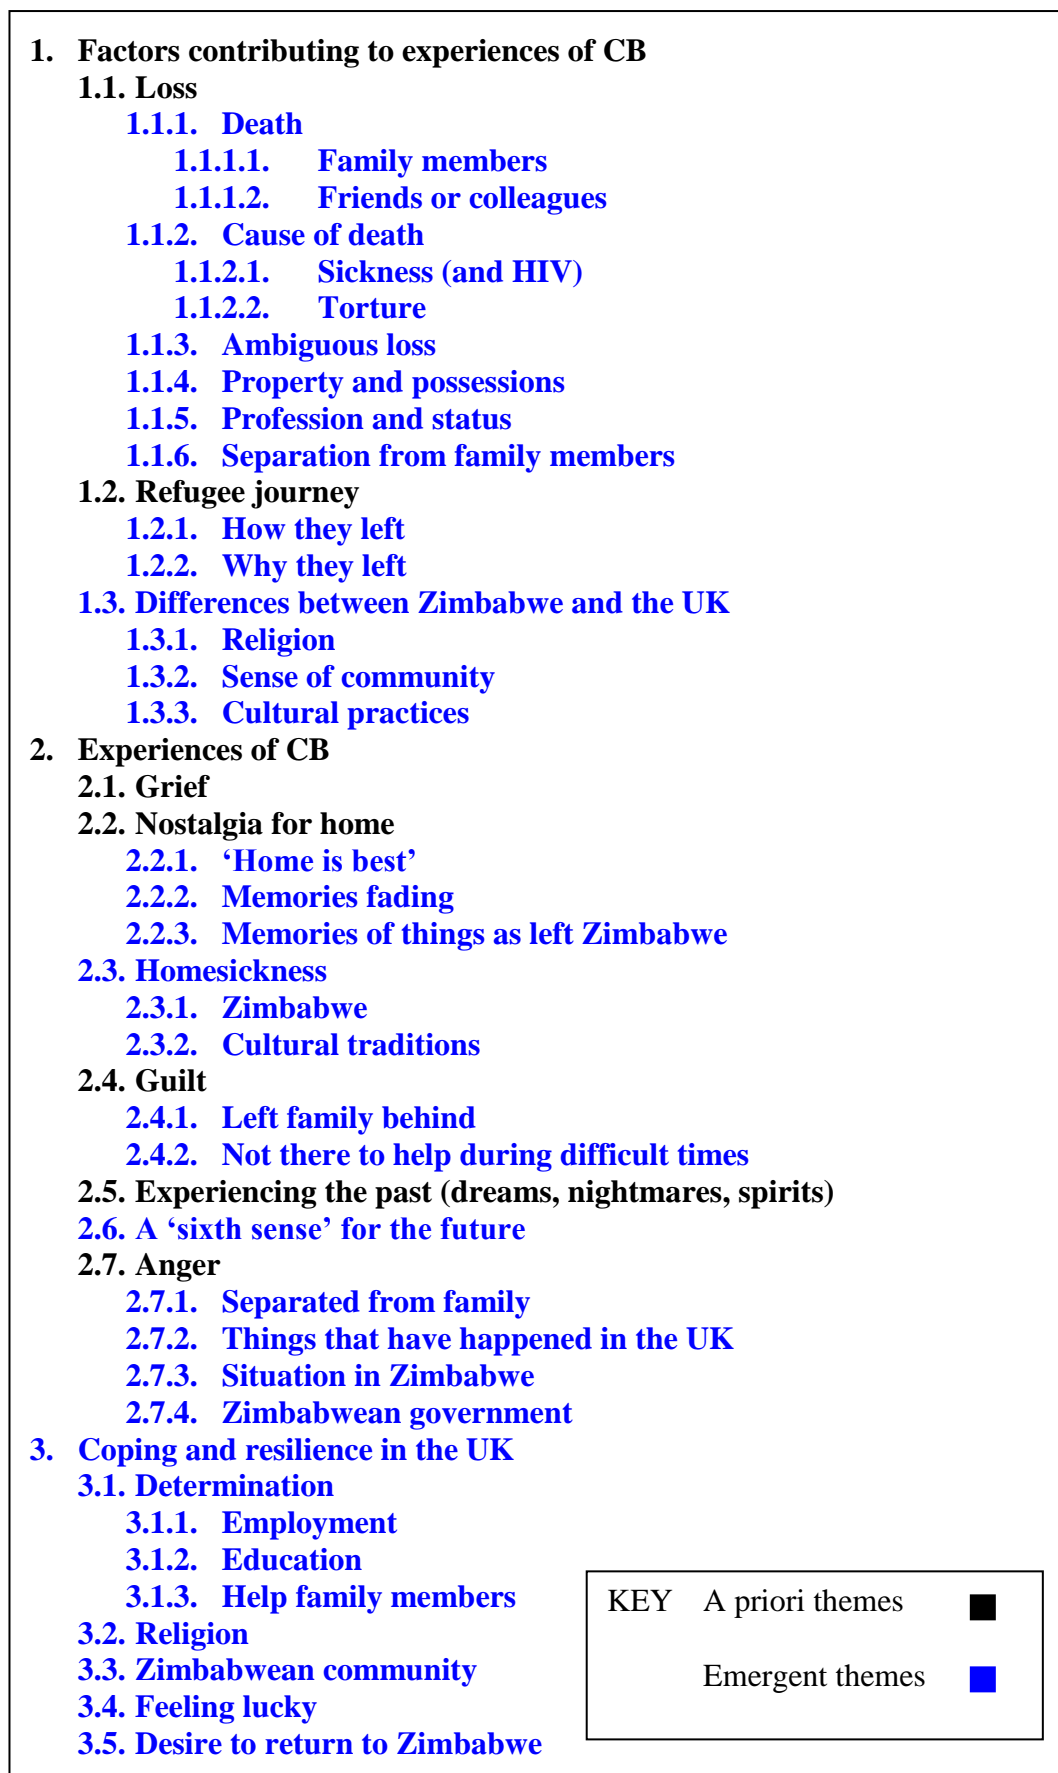 1. Factors contributing to experiences of CB
1.1. Loss
1.1.1. Death
1.1.1.1. Family members
1.1.1.2. Friends or colleagues
1.1.2. Cause of death
1.1.2.1. Sickness (and HIV)
1.1.2.2. Torture
1.1.3. Ambiguous loss
1.1.4. Property and possessions
1.1.5. Profession and status
1.1.6. Separation from family members
1.2. Refugee journey
1.2.1. How they left
1.2.2. Why they left
1.3. Differences between Zimbabwe and the UK
1.3.1. Religion
1.3.2. Sense of community
1.3.3. Cultural practices
2. Experiences of CB
2.1. Grief
2.2. Nostalgia for home
2.2.1. ‘Home is best’
2.2.2. Memories fading
2.2.3. Memories of things as left Zimbabwe
2.3. Homesickness
2.3.1. Zimbabwe
2.3.2. Cultural traditions
2.4. Guilt
2.4.1. Left family behind
2.4.2. Not there to help during difficult times
2.5. Experiencing the past (dreams, nightmares, spirits)
2.6. A ‘sixth sense’ for the future
2.7. Anger
2.7.1. Separated from family
2.7.2. Things that have happened in the UK
2.7.3. Situation in Zimbabwe
2.7.4. Zimbabwean government
3. Coping and resilience in the UK
3.1. Determination
3.1.1. Employment
3.1.2. Education
3.1.3. Help family members
3.2. Religion
3.3. Zimbabwean community
3.4. Feeling lucky
3.5. Desire to return to Zimbabwe
KEY A priori themes
Emergent themes